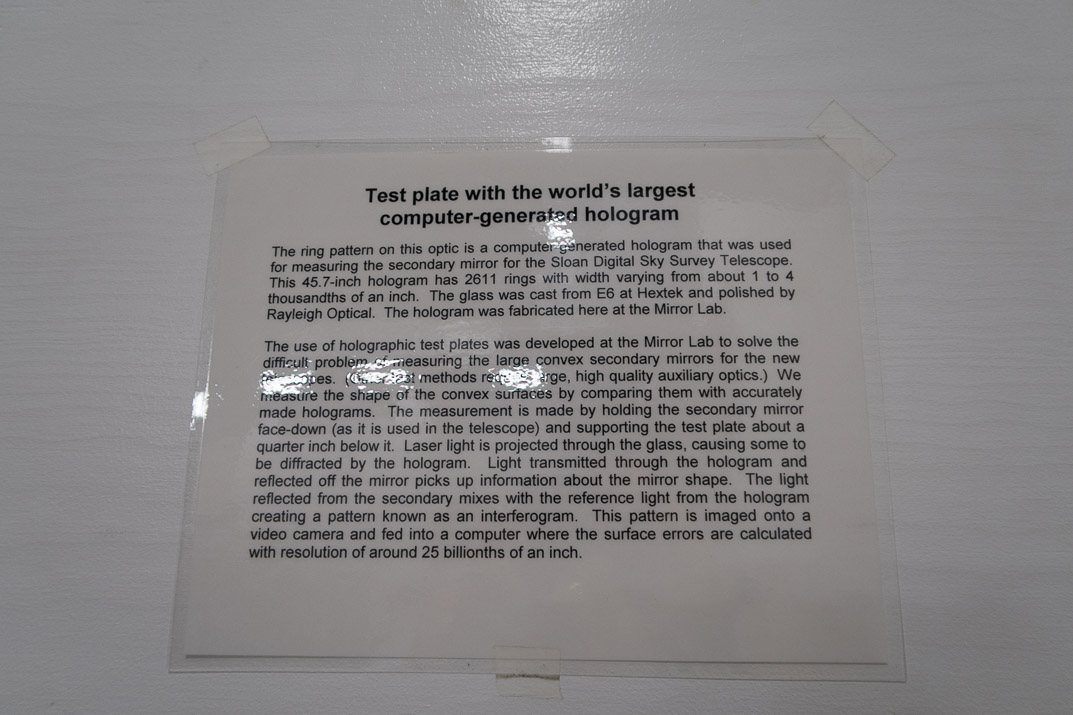 Test plate with the world's largest
computer-generated hologram
The ring pattern on this optic is a computer generated hologram that was used
for measuring the secondary mirror for the Sloan Digital Sky Survey Telescope.
This 45.7-inch hologram has 2611 rings with width varying from about 1 to 4
thousandths of an inch.  The glass was cast from E6 at Hextek and polished by
Rayleigh Optical.  The hologram was fabricated here at the Mirror Lab.
The use of holographic test plates was developed at the Mirror Lab to solve the
difficult problem of measuring the large convex secondary mirrors for the new
methods large, high quality auxiliary optics.)  We
measure the shape of the convex surfaces by comparing them with accurately
made holograms.  The measurement is made by holding the secondary mirror
face-down (as it is used in the telescope) and supporting the test plate about a
quarter inch below it.  Laser light is projected through the glass, causing some to
be diffracted by the hologram.  Light transmitted through the hologram and
reflected off the mirror picks up information about the mirror shape.  The light
reflected from the secondary mixes with the reference light from the hologram
creating a pattern known as an interferogram.  This pattern is imaged onto a
video camera and fed into a computer where the surface errors are calculated
with resolution of around 25 billionths of an inch.